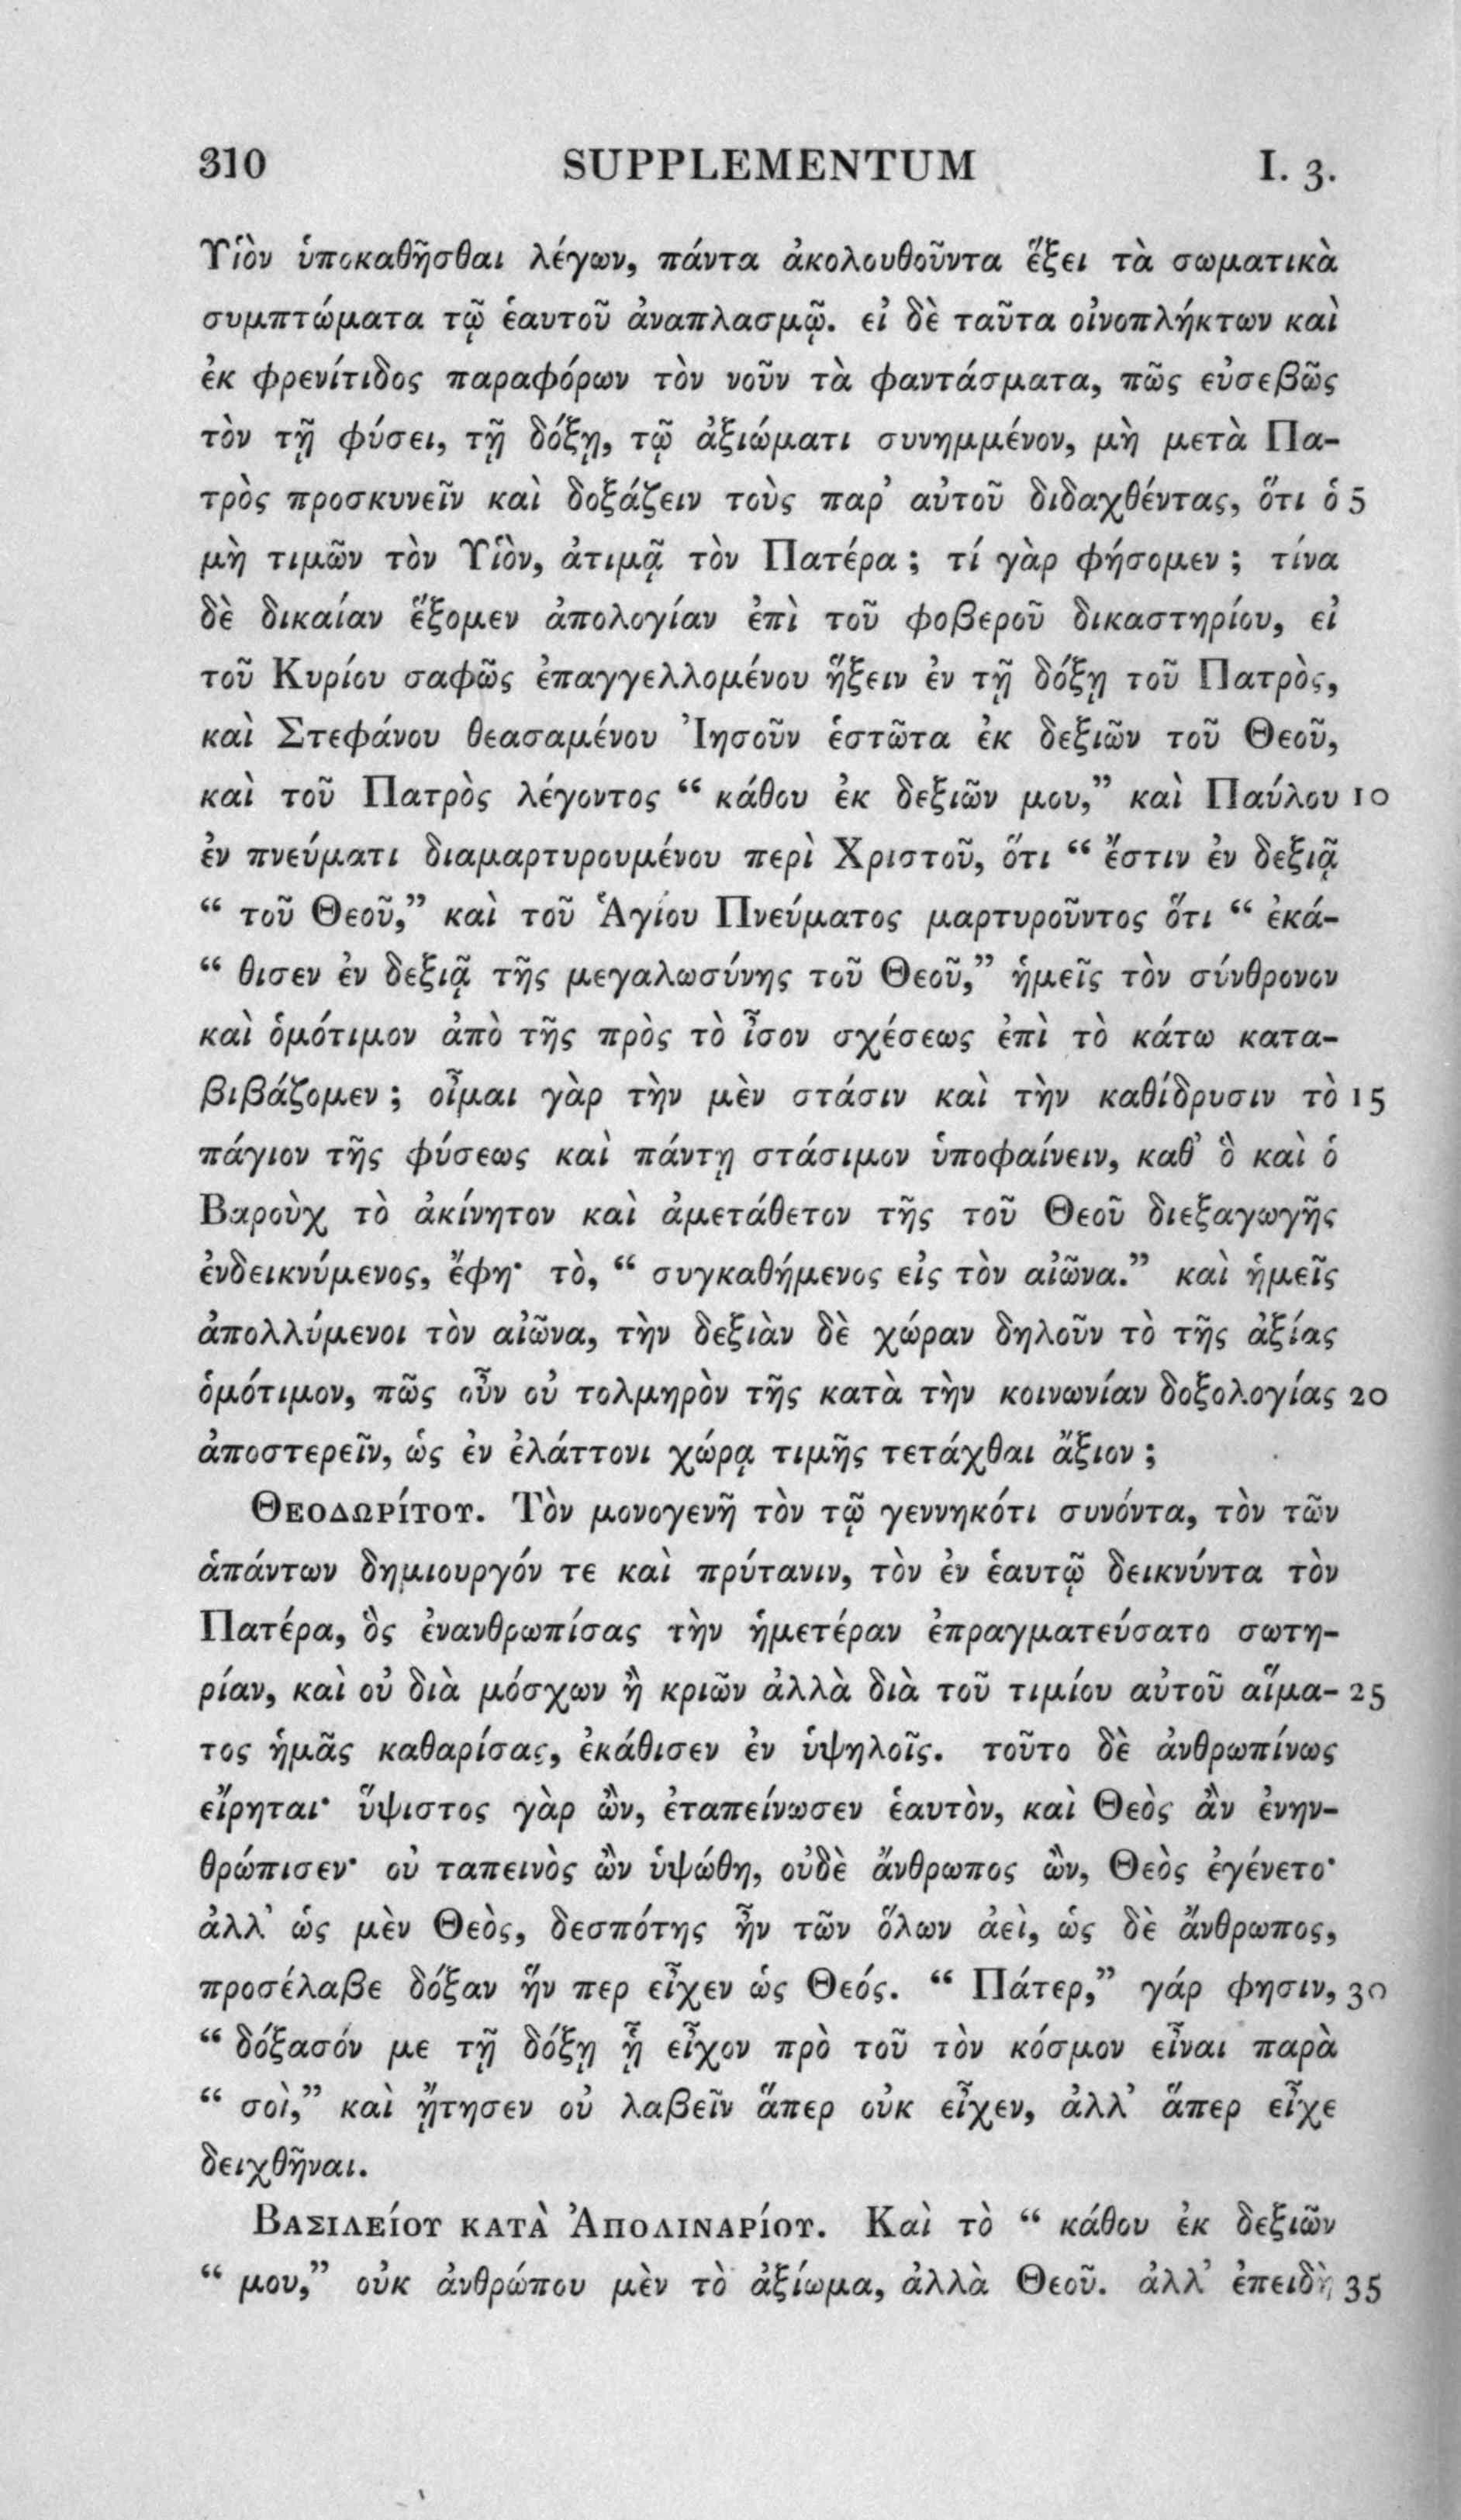 310 SUPPLEMENTUM I. 3.
Υἱὸν ὑποκαθῆσθαι λέγων, πάντα ἀκολουθοῦντα ἕξει τὰ σωματικὰ
συμπτώματα τῷ ἑαυτοῦ ἀναπλασμῷ. εἰ δὲ ταῦτα οἰνοπλήκτων καὶ
ἐκ φρενίτιδος παραφόρων τὸν νοῦν τὰ φαντάσματα, πῶς εὐσεβῶς
τὸν τῇ φύσει, τῇ δόξῃ, τῷ ἀξιώματι συνημμένον, μὴ μετὰ Πα-
τρὸς προσκυνεῖν καὶ δοξάζειν τοὺς παρ’ αὐτοῦ διδαχθέντας, ὅτι ὁ 5
μὴ τιμῶν τὸν Υἱὸν, ἀτιμᾷ τὸν Πατέρα ; τί γὰρ φήσομεν ; τίνα
δὲ δικαίαν ἕξομεν ἀπολογίαν ἐπὶ τοῦ φοβεροῦ δικαστηρίου, εἰ
τοῦ Κυρίου σαφῶς ἐπαγγελλομένου ἥξειν ἐν τῇ δόξῃ τοῦ Πατρὸς,
καὶ Στεφάνου θεασαμένου Ἰησοῦν ἑστῶτα ἐκ δεξιῶν τοῦ Θεοῦ,
καὶ τοῦ Πατρὸς λέγοντος “ κάθου ἐκ δεξιῶν μου,” καὶ Παύλου 10
ἐν πνεύματι διαμαρτυρουμένου περὶ Χριστοῦ, ὅτι “ ἔστιν ἐν δεξιᾷ
“ τοῦ Θεοῦ,” καὶ τοῦ Ἁγίου Πνεύματος μαρτυροῦντος ὅτι “ ἐκά-
“ θισεν ἐν δεξιᾷ τῆς μεγαλωσύνης τοῦ Θεοῦ,” ἡμεῖς τὸν σύνθρονον
καὶ ὁμότιμον ἀπὸ τῆς πρὸς τὸ ἶσον σχέσεως ἐπὶ τὸ κάτω κατα-
βιβάζομεν ; οἶμαι γὰρ τὴν μὲν στάσιν καὶ τὴν καθίδρυσιν τὸ 15
πάγιον τῆς φύσεως καὶ πάντῃ στάσιμον ὑποφαίνειν, καθ’ ὃ καὶ ὁ
Βαροὺχ τὸ ἀκίνητον καὶ ἀμετάθετον τῆς τοῦ Θεοῦ διεξαγωγῆς
ἐνδεικνύμενος, ἔφη· τὸ, “ συγκαθήμενος εἰς τὸν αἰῶνα.” καὶ ἡμεῖς
ἀπολλύμενοι τὸν αἰῶνα, τὴν δεξιὰν δὲ χώραν δηλοῦν τὸ τῆς ἀξίας
ὁμότιμον, πῶς οὖν οὐ τολμηρὸν τῆς κατὰ τὴν κοινωνίαν δοξολογίας 20
ἀποστερεῖν, ὡς ἐν ἐλάττονι χώρᾳ τιμῆς τετάχθαι ἄξιον ;
ΘΕΟΔΩΡίΤΟΥ. Τὸν μονογενῆ τὸν τῷ γεννηκότι συνόντα, τὸν τῶν
ἁπάντων δημιουργόν τε καὶ πρύτανιν, τὸν ἐν ἑαυτῷ δεικνύντα τὸν
Πατέρα, ὃς ἐνανθρωπίσας τὴν ἡμετέραν ἐπραγματεύσατο σωτη-
ρίαν, καὶ οὐ διὰ μόσχων ἢ κριῶν ἀλλὰ διὰ τοῦ τιμίου αὐτοῦ αἵμα- 25
τος ἡμᾶς καθαρίσας, ἐκάθισεν ἐν ὑψηλοῖς. τοῦτο δὲ ἀνθρωπίνως
εἴρηται· ὕψιστος γὰρ ὢν, ἐταπείνωσεν ἑαυτὸν, καὶ Θεὸς ἂν ἐνην-
θρώπισεν· οὐ ταπεινὸς ὢν ὑψώθη, οὐδὲ ἄνθρωπος ὢν, Θεὸς ἐγένετο·
ἀλλ’ ὡς μὲν Θεὸς, δεσπότης ἦν τῶν ὅλων ἀεὶ, ὡς δὲ ἄνθρωπος,
προσέλαβε δόξαν ἥν περ εἶχεν ὡς Θεός. “ Πάτερ,” γάρ φησιν, 30
“ δόξασόν με τῇ δόξῃ ᾗ εἶχον πρὸ τοῦ τὸν κόσμον εἶναι παρὰ
“ σοὶ,” καὶ ᾔτησεν οὐ λαβεῖν ἅπερ οὐκ εἶχεν, ἀλλ’ ἅπερ εἶχε
δειχθῆναι.
ΒΑΣΙΛΕίΟΥ ΚΑΤᾺ ἈΠΟΛΙΝΑΡίΟΥ. Καὶ τὸ “ κάθου ἐκ δεξιῶν
“ μου,” οὐκ ἀνθρώπου μὲν τὸ ἀξίωμα, ἀλλὰ Θεοῦ. ἀλλ’ ἐπειδὴ 35